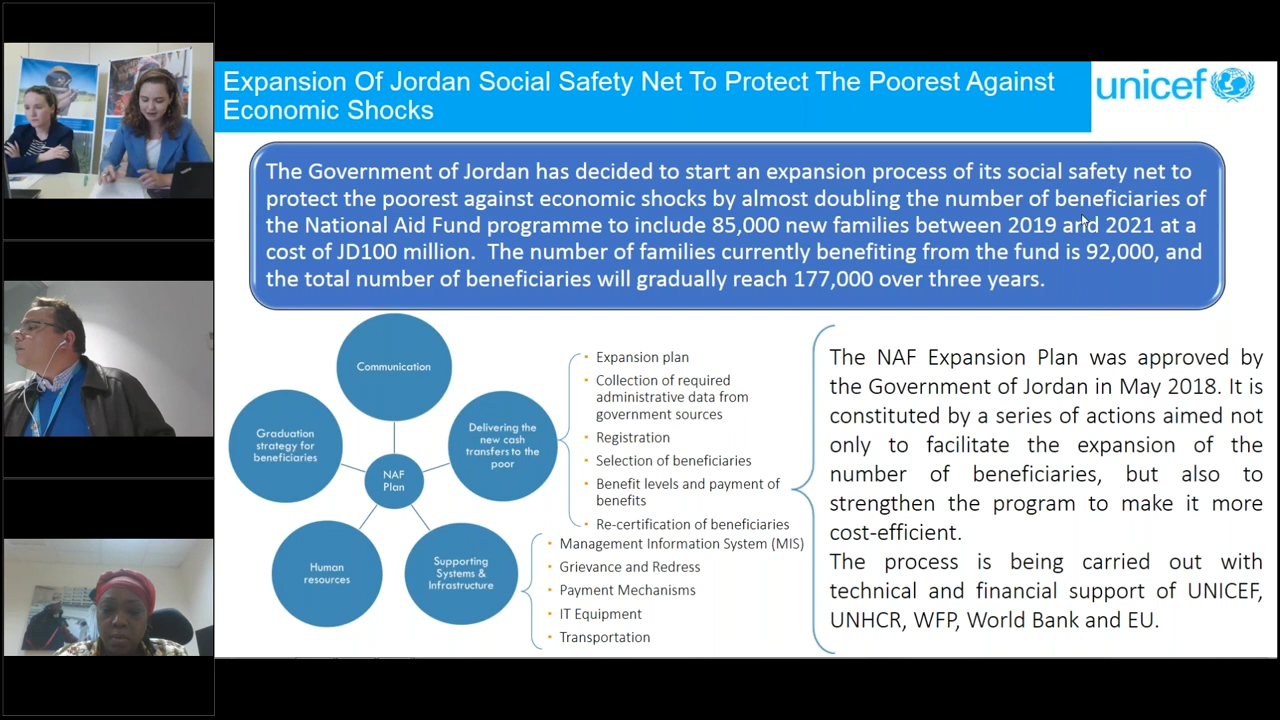 Expansion Of Jordan Social Safety Net To Protect The Poorest Against
Economic Shocks
unicef
The Government of Jordan has decided to start an expansion process of its social safety net to
protect the poorest against economic shocks by almost doubling the number of beneficiaries of
the National Aid Fund programme to include 85,000 new families between 2019 and 2021 at a
cost of JD100 million. The number of families currently benefiting from the fund is 92,000, and
the total number of beneficiaries will gradually reach 177,000 over three years.
Communication
Graduation
strategy for
beneficiaries
Delivering the
new cash
transfers to the
poor
NAF
Plan
Human
resources
Supporting
Systems &
Infrastructure
• Expansion plan
• Collection of required
administrative data from
government sources
• Registration
• Selection of beneficiaries
• Benefit levels and payment of
benefits
• Re-certification of beneficiaries
• Management Information System (MIS)
• Grievance and Redress
• Payment Mechanisms
• IT Equipment
• Transportation
The NAF Expansion Plan was approved by
the Government of Jordan in May 2018. It is
constituted by a series of actions aimed not
only to facilitate the expansion of the
number of beneficiaries, but also to
strengthen the program to make it more
cost-efficient.
The process is being carried out with
technical and financial support of UNICEF,
UNHCR, WFP, World Bank and EU.